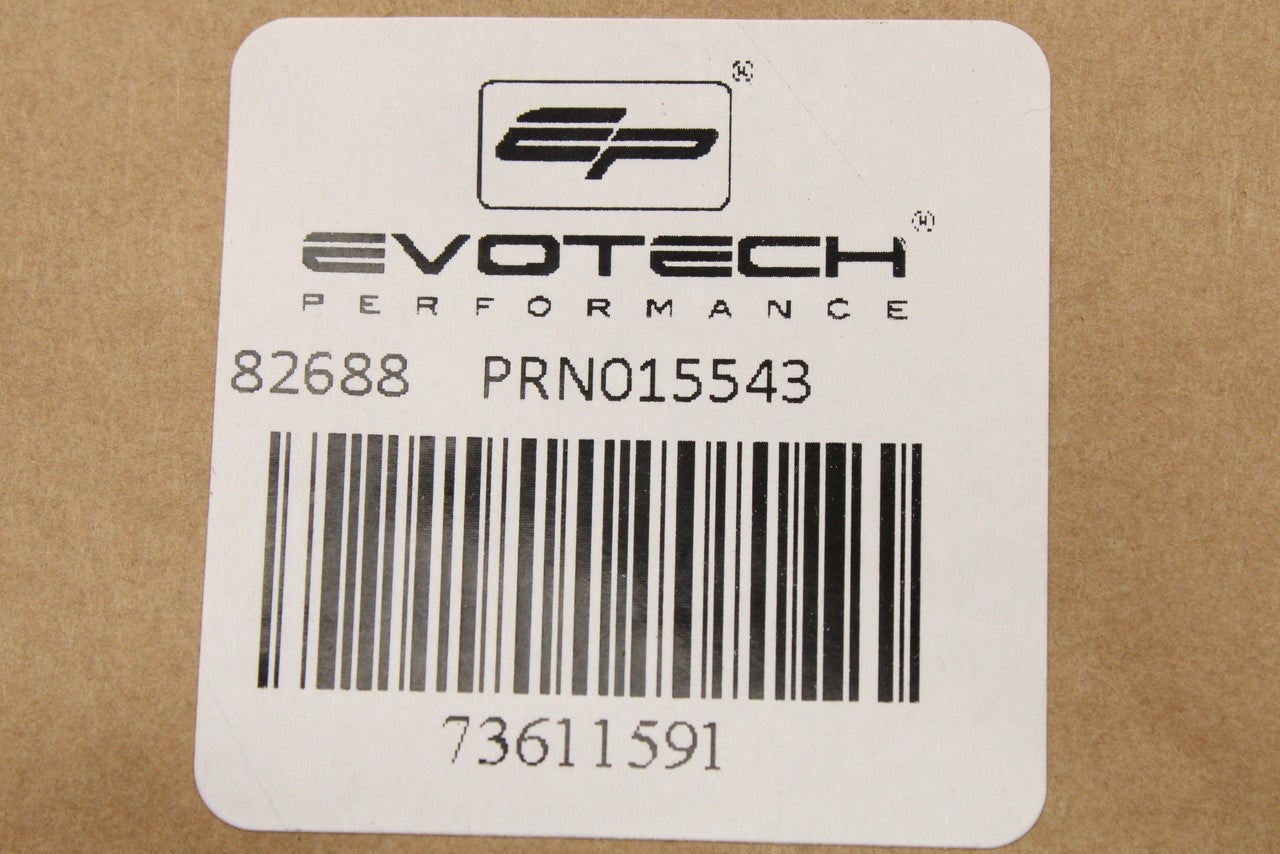 EP®
EVOTECH®
PERFORMANCE
82688 PRN015543
73611591